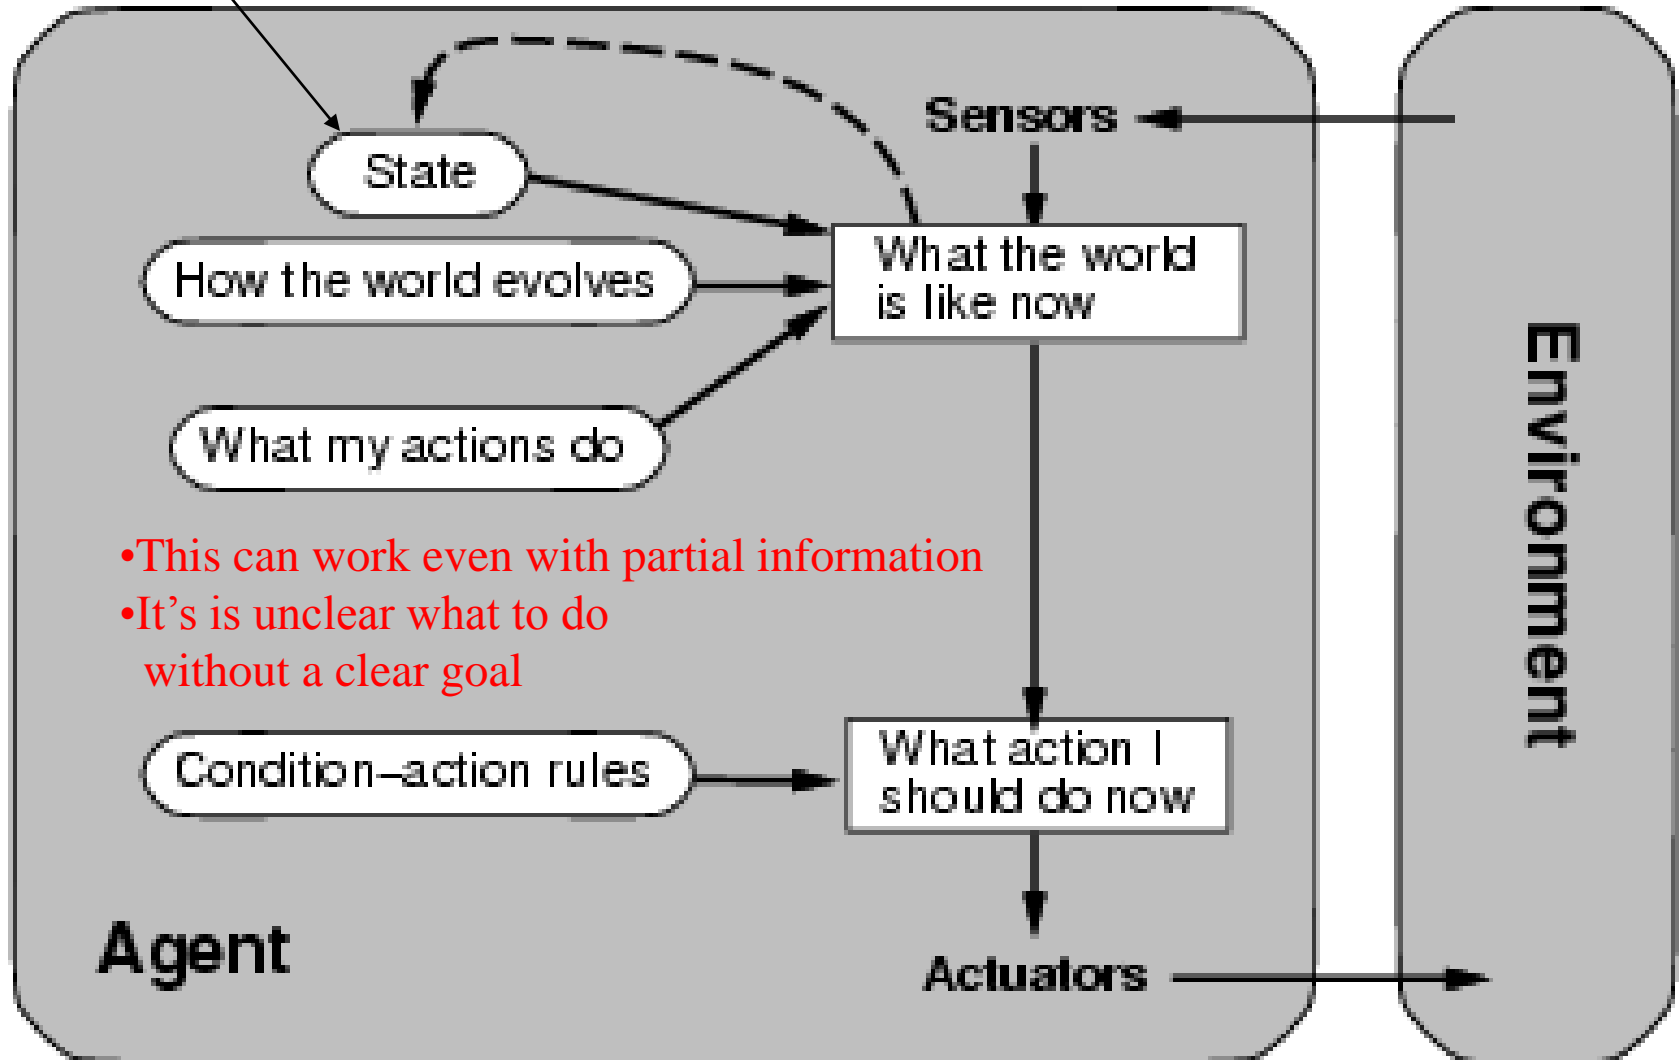 Sensors
State
What the world
is like now
How the world evolves
What my actions do
•This can work even with partial information
•It’s is unclear what to do
without a clear goal
Condition–action rules
What action I
should do now
Agent
Actuators
Environment